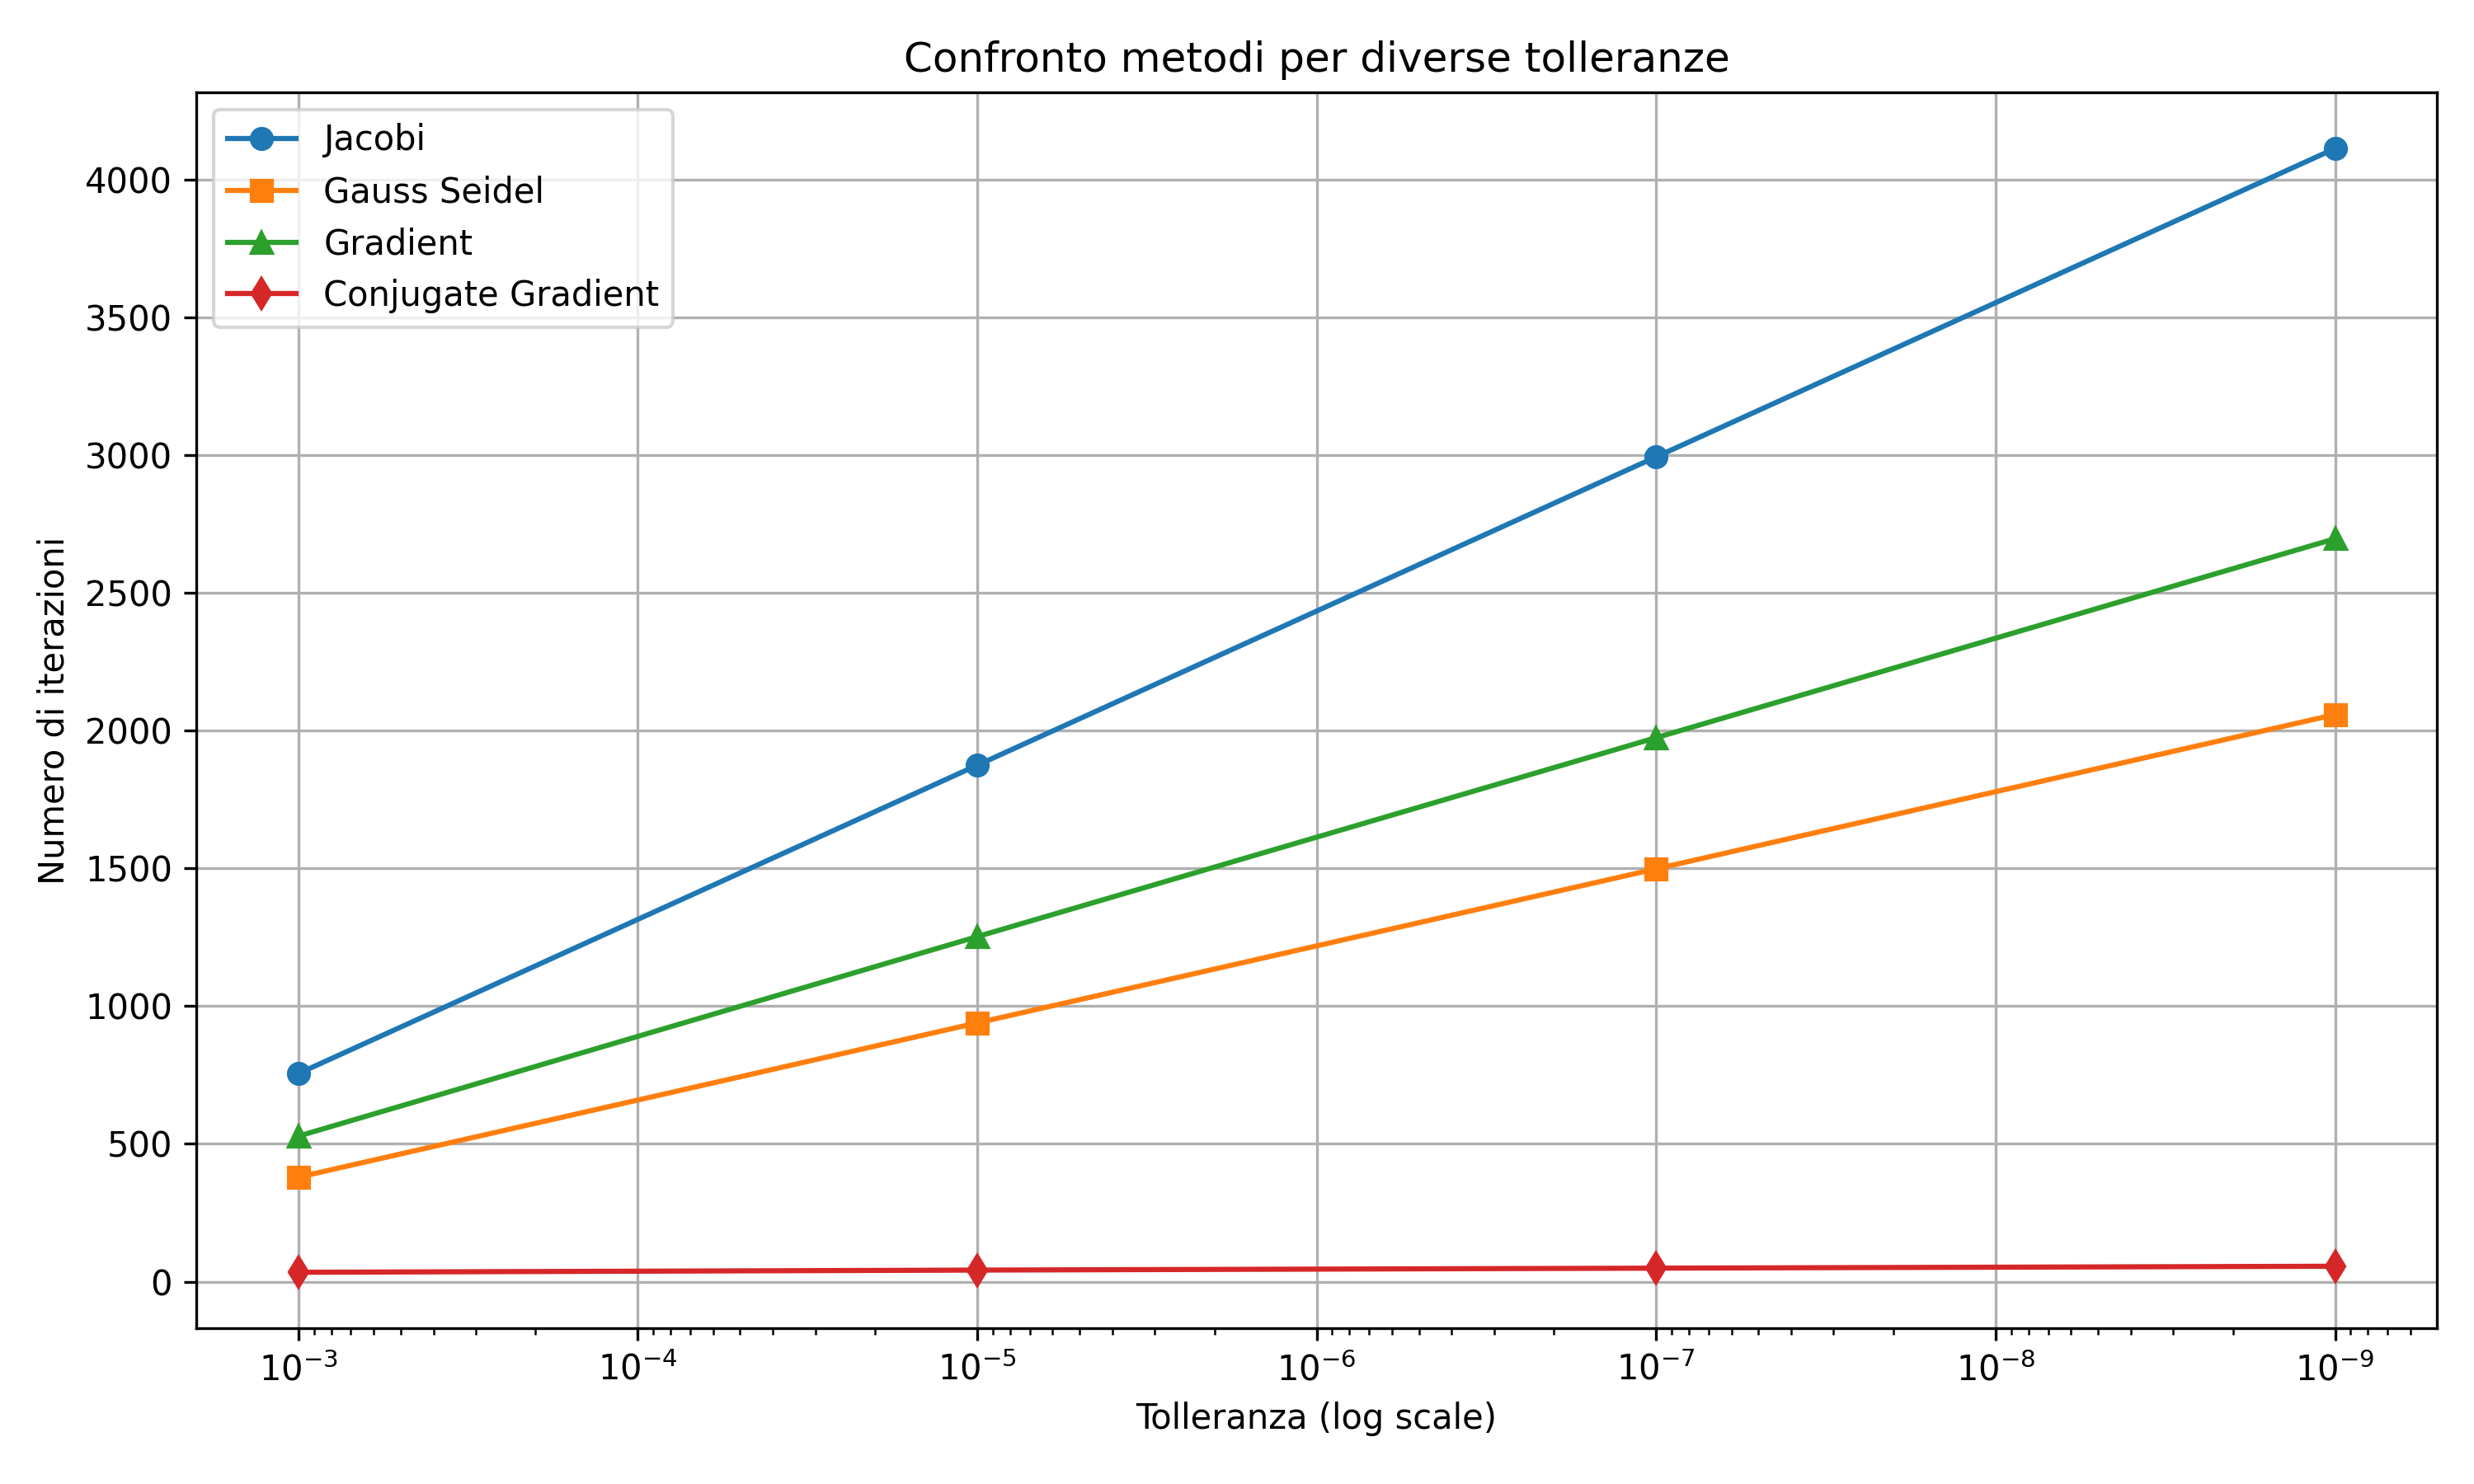 Confronto metodi per diverse tolleranze
Jacobi
Gauss Seidel
Gradient
Conjugate Gradient
Numero di iterazioni
4000
3500
3000
2500
2000
1500
1000
500
0
10⁻³ 10⁻⁴ 10⁻⁵ 10⁻⁶ 10⁻⁷ 10⁻⁸ 10⁻⁹
Tolleranza (log scale)